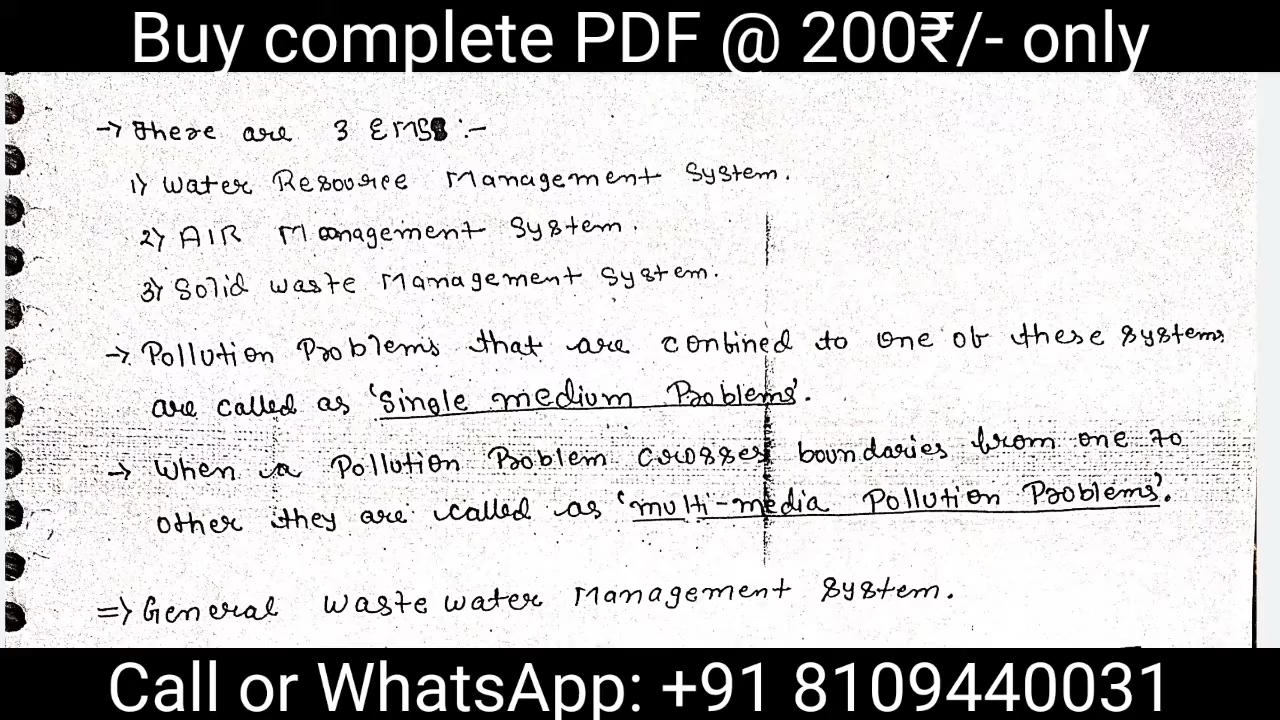 Buy complete PDF @ 200₹/- only
→ There are 3 EMS :-
1) Water Resource Management System.
2) AIR Management System.
3) Solid waste Management System.
→ Pollution Problems that are confined to one of these systems
are called as 'Single medium Problems'.
→ When a Pollution Problem crosses boundaries from one to
other they are called as 'multi-media Pollution Problems'.
⇒ General waste water Management System.
Call or WhatsApp: +91 8109440031